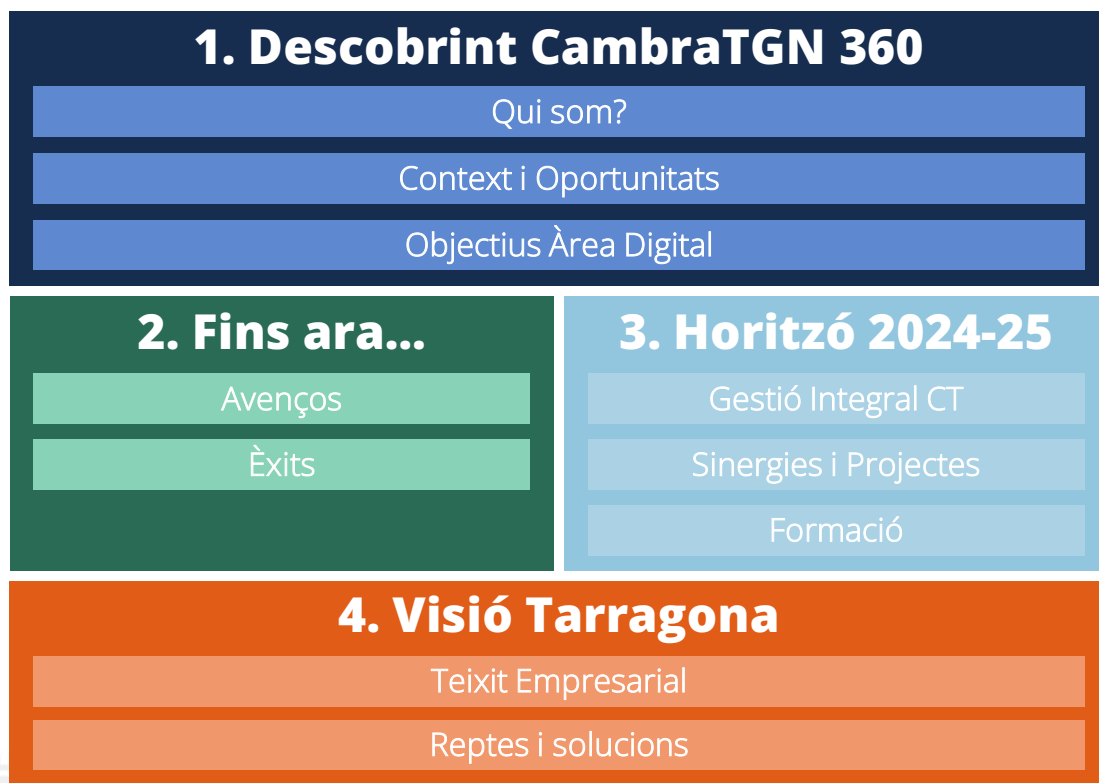 1. Descobrint CambraTGN 360
Qui som?
Context i Oportunitats
Objectius Àrea Digital
2. Fins ara...
Avenços
Èxits
3. Horitzó 2024-25
Gestió Integral CT
Sinergies i Projectes
Formació
4. Visió Tarragona
Teixit Empresarial
Reptes i solucions